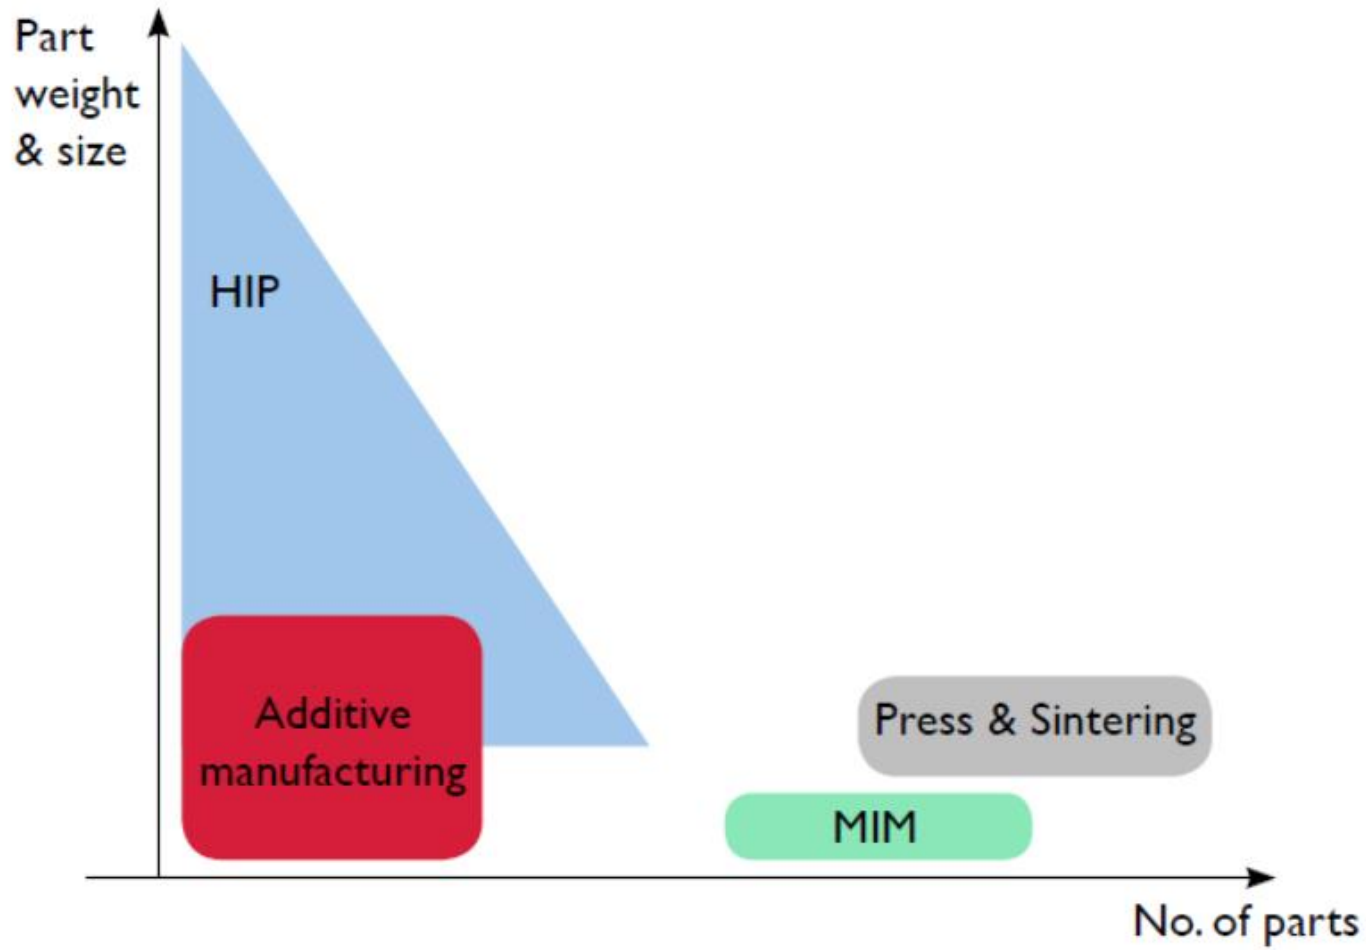 Part
weight
& size
HIP
Additive
manufacturing
Press & Sintering
MIM
No. of parts